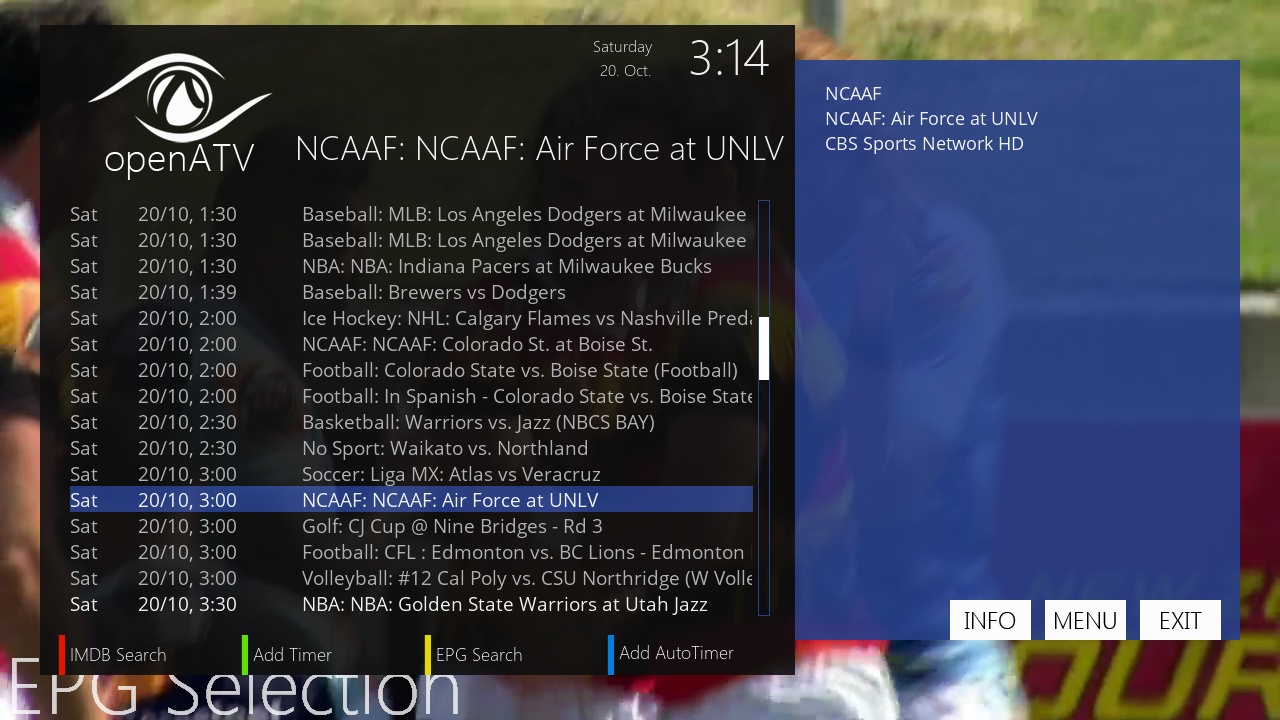 Saturday
20. Oct.
3:14
openATV
NCAAF: NCAAF: Air Force at UNLV
Sat 20/10, 1:30 Baseball: MLB: Los Angeles Dodgers at Milwaukee
Sat 20/10, 1:30 Baseball: MLB: Los Angeles Dodgers at Milwaukee
Sat 20/10, 1:30 NBA: NBA: Indiana Pacers at Milwaukee Bucks
Sat 20/10, 1:39 Baseball: Brewers vs Dodgers
Sat 20/10, 2:00 Ice Hockey: NHL: Calgary Flames vs Nashville Preda
Sat 20/10, 2:00 NCAAF: NCAAF: Colorado St. at Boise St.
Sat 20/10, 2:00 Football: Colorado State vs. Boise State (Football)
Sat 20/10, 2:00 Football: In Spanish - Colorado State vs. Boise State
Sat 20/10, 2:30 Basketball: Warriors vs. Jazz (NBCS BAY)
Sat 20/10, 2:30 No Sport: Waikato vs. Northland
Sat 20/10, 3:00 Soccer: Liga MX: Atlas vs Veracruz
Sat 20/10, 3:00 NCAAF: NCAAF: Air Force at UNLV
Sat 20/10, 3:00 Golf: CJ Cup @ Nine Bridges - Rd 3
Sat 20/10, 3:00 Football: CFL : Edmonton vs. BC Lions - Edmonton
Sat 20/10, 3:00 Volleyball: #12 Cal Poly vs. CSU Northridge (W Volle
Sat 20/10, 3:30 NBA: NBA: Golden State Warriors at Utah Jazz
IMDB Search
Add Timer
EPG Search
Add AutoTimer
EPG Selection
NCAAF
NCAAF: Air Force at UNLV
CBS Sports Network HD
INFO
MENU
EXIT